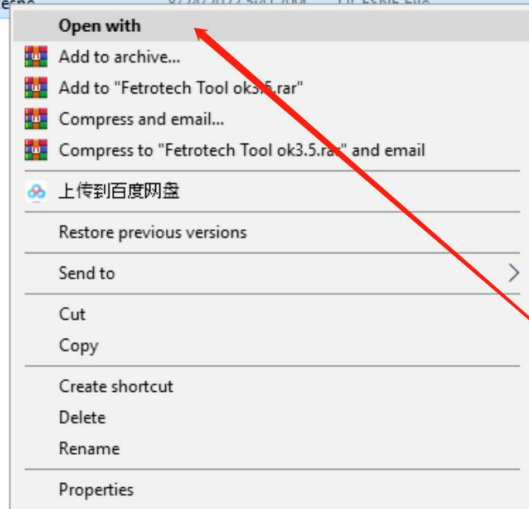 Open with
Add to archive...
Add to "Fetrotech Tool ok3.5.rar"
Compress and email...
Compress to "Fetrotech Tool ok3.5.rar" and email
上传到百度网盘
Restore previous versions
Send to
Cut
Copy
Create shortcut
Delete
Rename
Properties